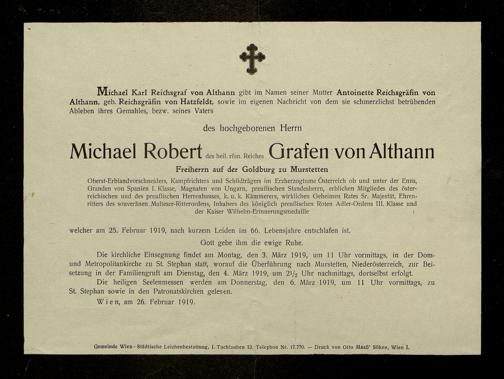 Michael Karl Reichsgraf von Althann gibt im Namen seiner Mutter Antoinette Reichsgräfin von
Althann, geb. Reichsgräfin von Hatzfeldt, sowie im eigenen Nachricht von dem sie schmerzlichst betrübenden
Ableben ihres Gemahles, bezw. seines Vaters
des hochgeborenen Herrn
Michael Robert des heil. röm. Reiches Grafen von Althann
Freiherrn auf der Goldburg zu Murstetten
Oberst-Erblandvorschneiders, Kampfrichters und Schildträgers im Erzherzogtume Österreich ob und unter der Enns,
Granden von Spanien I. Klasse, Magnaten von Ungarn, preußischen Standesherrn, erblichen Mitgliedes des öster-
reichischen und des preußischen Herrenhauses, k. u. k. Kämmerers, wirklichen Geheimen Rates Sr. Majestät, Ehren-
ritters des souveränen Malteser-Ritterordens, Inhabers des königlich preußischen Roten Adler-Ordens III. Klasse und
der Kaiser Wilhelm-Erinnerungsmedaille
welcher am 25. Februar 1919, nach kurzem Leiden im 66. Lebensjahre entschlafen ist.
Gott gebe ihm die ewige Ruhe.
Die kirchliche Einsegnung findet am Montag, den 3. März 1919, um 11 Uhr vormittags, in der Dom-
und Metropolitankirche zu St. Stephan statt, worauf die Überführung nach Murstetten, Niederösterreich, zur Bei-
setzung in der Familiengruft am Dienstag, den 4. März 1919, um 2½ Uhr nachmittags, dortselbst erfolgt.
Die heiligen Seelenmessen werden am Donnerstag, den 6. März 1919, um 11 Uhr vormittags, zu
St. Stephan sowie in den Patronatskirchen gelesen.
Wien, am 26. Februar 1919.
Gemeinde Wien—Städtische Leichenbestattung, I. Tuchlauben 12. Telephon Nr. 17.770. — Druck von Otto Maaß' Söhne, Wien I.